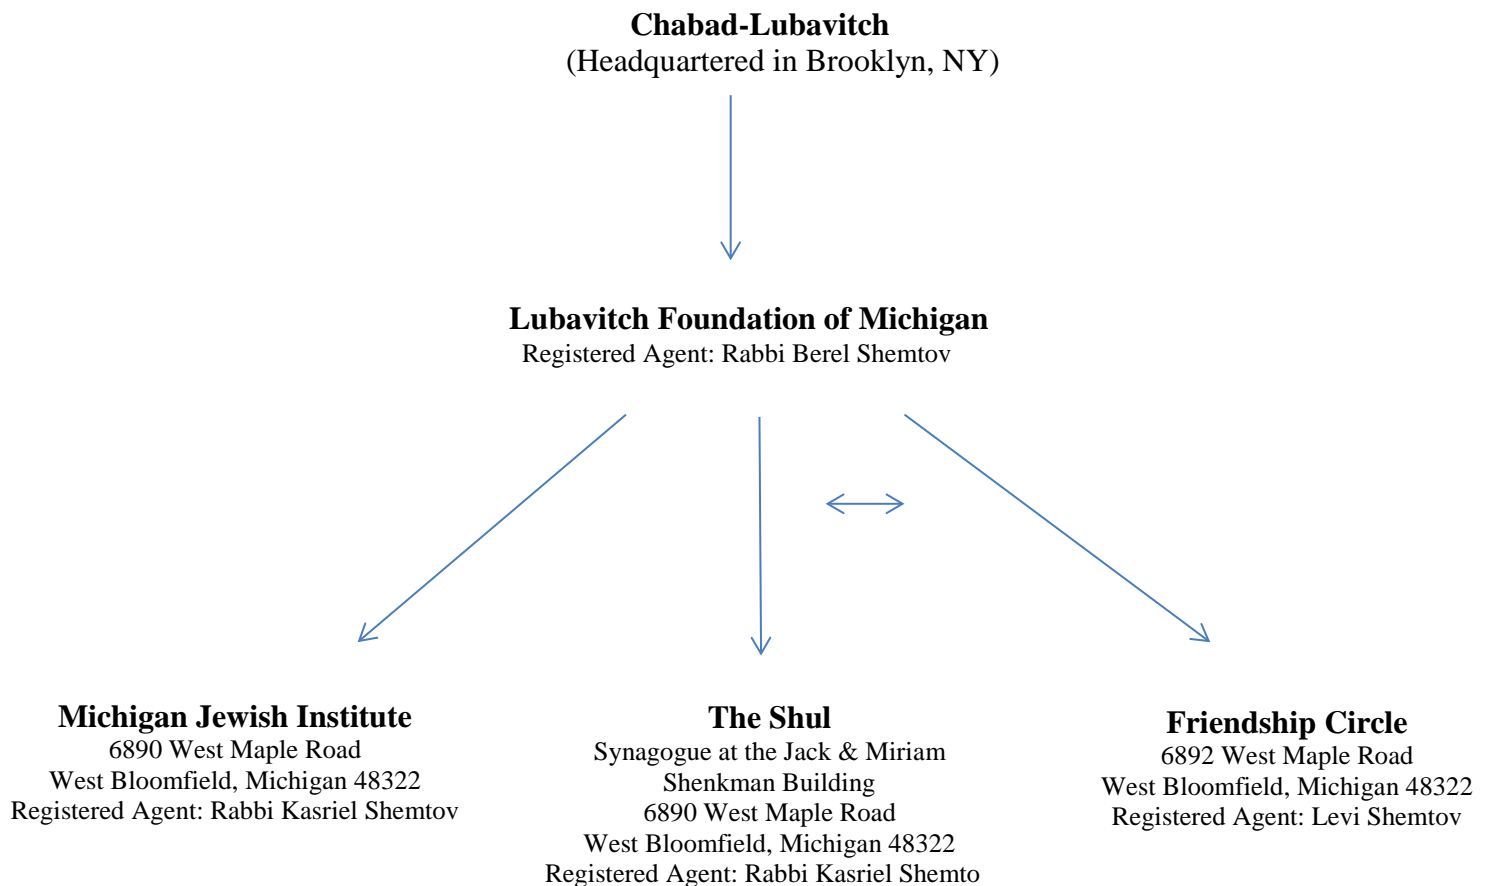 Chabad-Lubavitch
(Headquartered in Brooklyn, NY)
Lubavitch Foundation of Michigan
Registered Agent: Rabbi Berel Shemtov
Michigan Jewish Institute
6890 West Maple Road
West Bloomfield, Michigan 48322
Registered Agent: Rabbi Kasriel Shemtov
The Shul
Synagogue at the Jack & Miriam
Shenkman Building
6890 West Maple Road
West Bloomfield, Michigan 48322
Registered Agent: Rabbi Kasriel Shemto
Friendship Circle
6892 West Maple Road
West Bloomfield, Michigan 48322
Registered Agent: Levi Shemtov